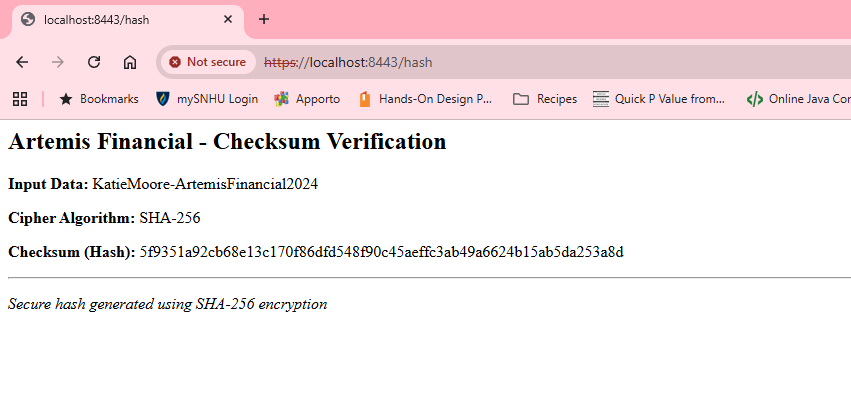 localhost:8443/hash
Not secure https://localhost:8443/hash
Bookmarks mySNHU Login Apporto Hands-On Design P... Recipes Quick P Value from... Online Java Cor
Artemis Financial - Checksum Verification
Input Data: KatieMoore-ArtemisFinancial2024
Cipher Algorithm: SHA-256
Checksum (Hash): 5f9351a92cb68e13c170f86dfd548f90c45aeffc3ab49a6624b15ab5da253a8d
Secure hash generated using SHA-256 encryption